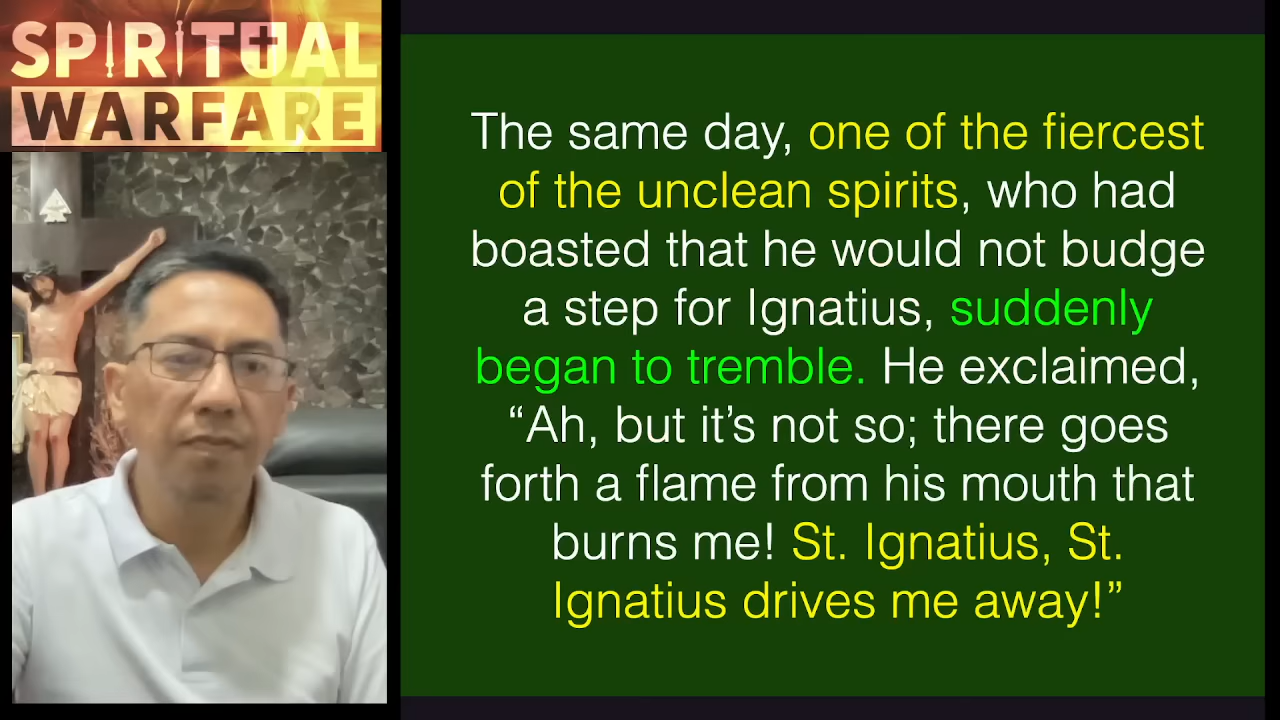 SPIRITUAL
WARFARE
The same day, one of the fiercest
of the unclean spirits, who had
boasted that he would not budge
a step for Ignatius, suddenly
began to tremble. He exclaimed,
“Ah, but it’s not so; there goes
forth a flame from his mouth that
burns me! St. Ignatius, St.
Ignatius drives me away!”